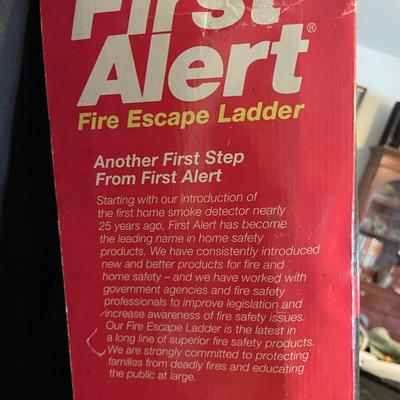 First
Alert®
Fire Escape Ladder
Another First Step
From First Alert
Starting with our introduction of
the first home smoke detector nearly
25 years ago, First Alert has become
the leading name in home safety
products. We have consistently introduced
new and better products for fire and
home safety – and we have worked with
government agencies and fire safety
professionals to improve legislation and
increase awareness of fire safety issues.
Our Fire Escape Ladder is the latest in
a long line of superior fire safety products.
We are strongly committed to protecting
families from deadly fires and educating
the public at large.